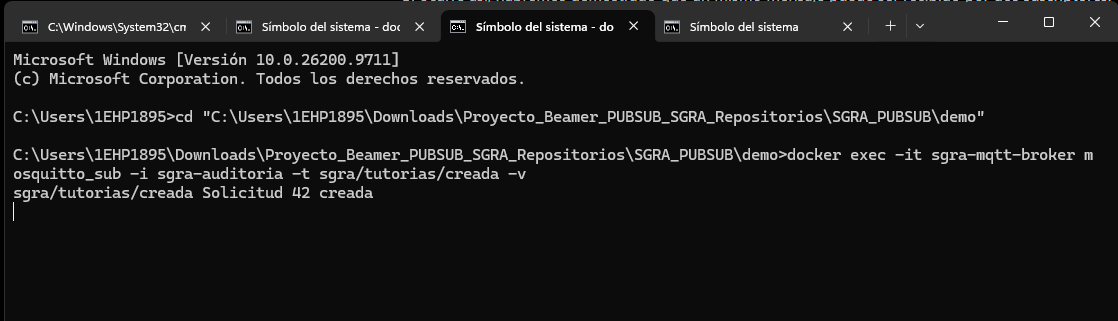 C:\Windows\System32\cm
Símbolo del sistema - doc
Símbolo del sistema - do
Símbolo del sistema
Microsoft Windows [Versión 10.0.26200.9711]
(c) Microsoft Corporation. Todos los derechos reservados.
C:\Users\1EHP1895>cd "C:\Users\1EHP1895\Downloads\Proyecto_Beamer_PUBSUB_SGRA_Repositorios\SGRA_PUBSUB\demo"
C:\Users\1EHP1895\Downloads\Proyecto_Beamer_PUBSUB_SGRA_Repositorios\SGRA_PUBSUB\demo>docker exec -it sgra-mqtt-broker m
osquitto_sub -i sgra-auditoria -t sgra/tutorias/creada -v
sgra/tutorias/creada Solicitud 42 creada